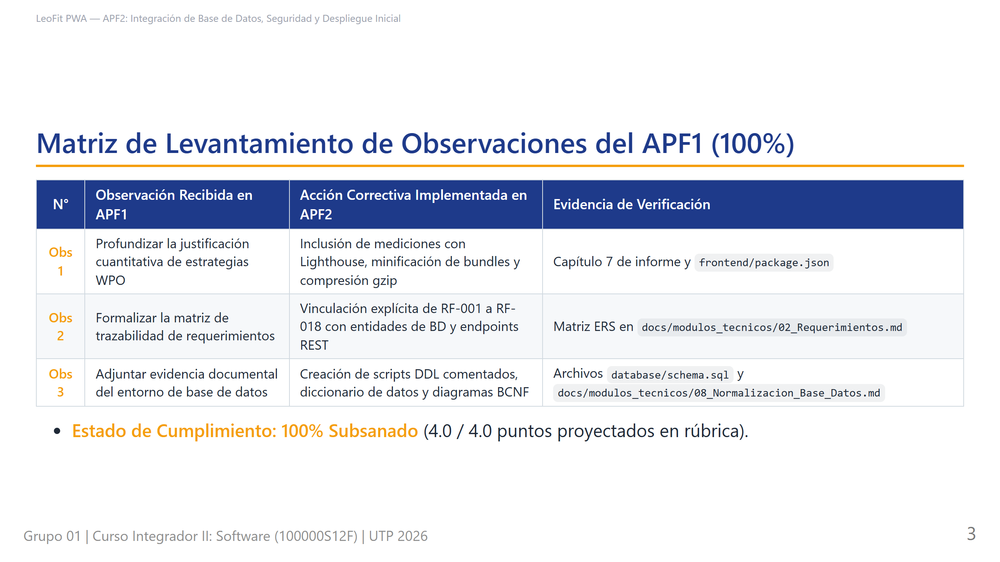 LeoFit PWA — APF2: Integración de Base de Datos, Seguridad y Despliegue Inicial
Matriz de Levantamiento de Observaciones del APF1 (100%)
N°
Observación Recibida en
APF1
Acción Correctiva Implementada en
APF2
Evidencia de Verificación
Obs
1
Profundizar la justificación
cuantitativa de estrategias
WPO
Inclusión de mediciones con
Lighthouse, minificación de bundles y
compresión gzip
Capítulo 7 de informe y frontend/package.json
Obs
2
Formalizar la matriz de
trazabilidad de requerimientos
Vinculación explícita de RF-001 a RF-
018 con entidades de BD y endpoints
REST
Matriz ERS en docs/modulos_tecnicos/02_Requerimientos.md
Obs
3
Adjuntar evidencia documental
del entorno de base de datos
Creación de scripts DDL comentados,
diccionario de datos y diagramas BCNF
Archivos database/schema.sql y
docs/modulos_tecnicos/08_Normalizacion_Base_Datos.md
• Estado de Cumplimiento: 100% Subsanado (4.0 / 4.0 puntos proyectados en rúbrica).
Grupo 01 | Curso Integrador II: Software (100000S12F) | UTP 2026
3